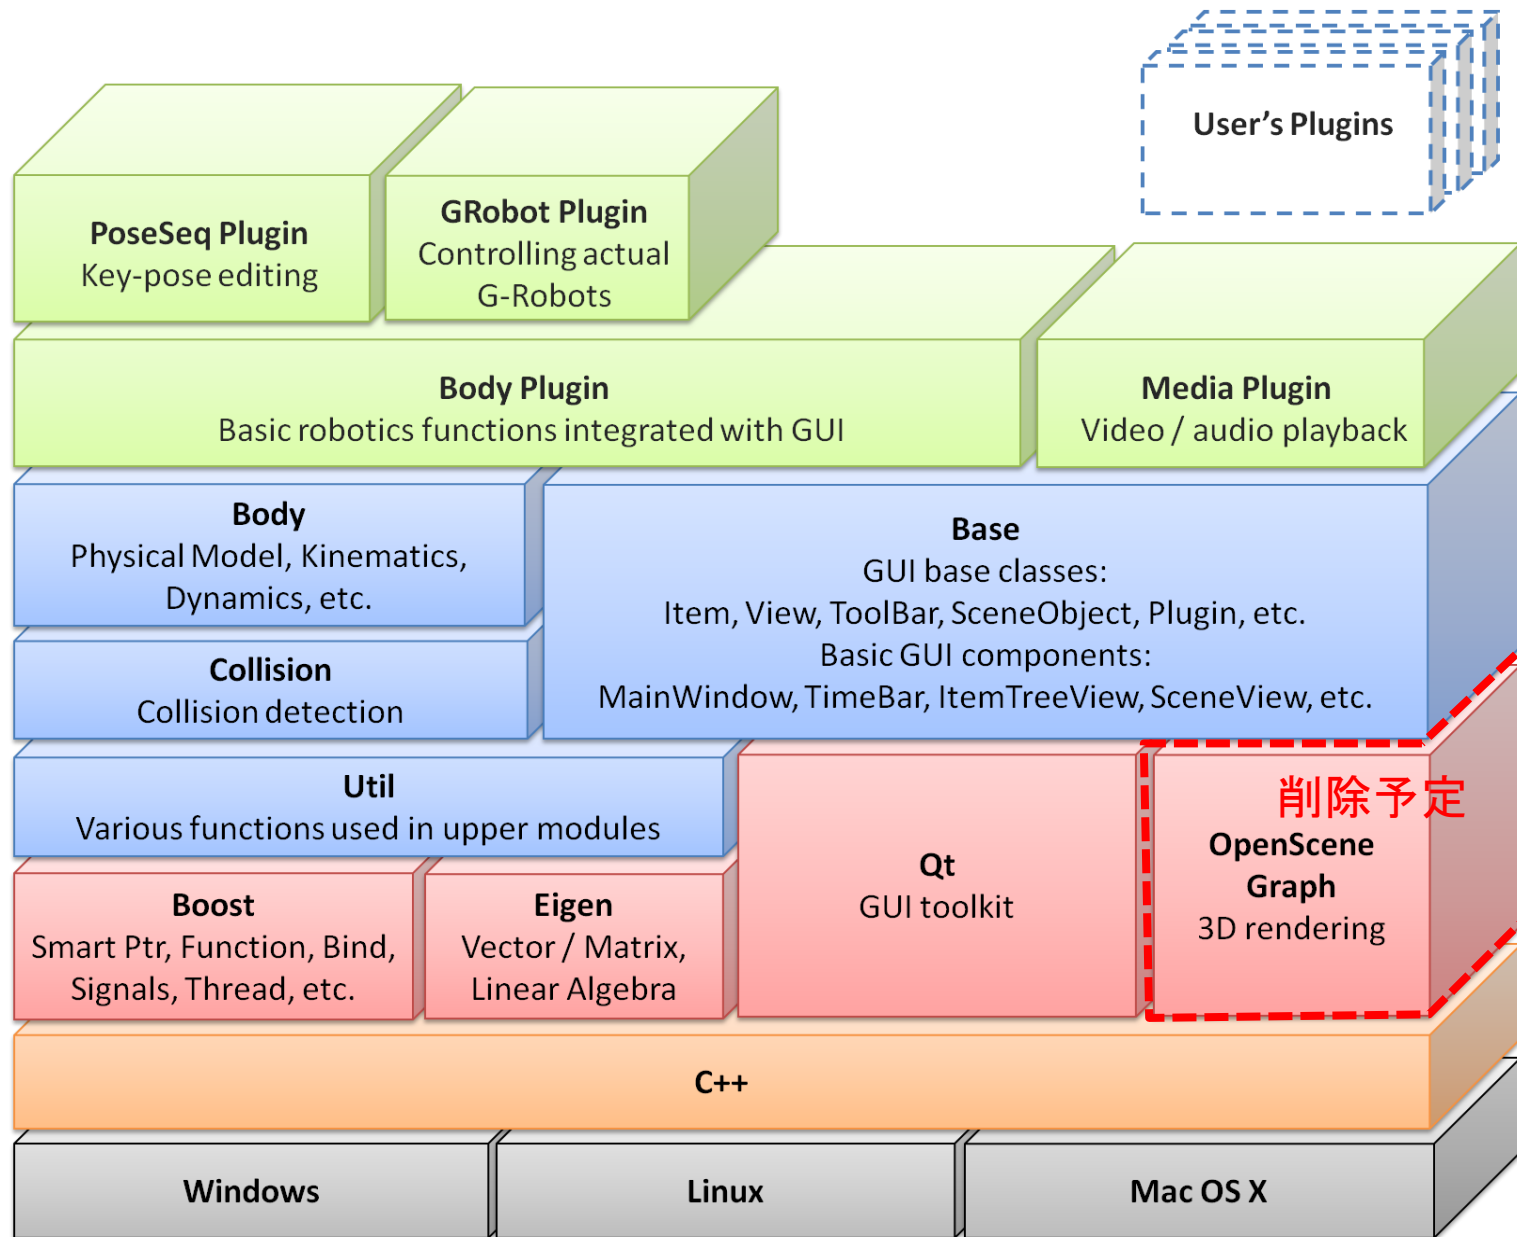 User's Plugins
PoseSeq Plugin
Key-pose editing
GRobot Plugin
Controlling actual
G-Robots
Body Plugin
Basic robotics functions integrated with GUI
Media Plugin
Video / audio playback
Body
Physical Model, Kinematics,
Dynamics, etc.
Base
GUI base classes:
Item, View, ToolBar, SceneObject, Plugin, etc.
Basic GUI components:
MainWindow, TimeBar, ItemTreeView, SceneView, etc.
Collision
Collision detection
Util
Various functions used in upper modules
Boost
Smart Ptr, Function, Bind,
Signals, Thread, etc.
Eigen
Vector / Matrix,
Linear Algebra
Qt
GUI toolkit
削除予定
OpenScene
Graph
3D rendering
C++
Windows
Linux
Mac OS X